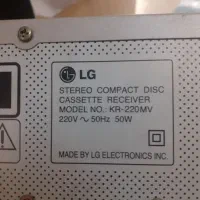 LG
STEREO COMPACT DISC
CASSETTE RECEIVER
MODEL NO.: KR-220MV
220V ~ 50Hz 50W
MADE BY LG ELECTRONICS INC.